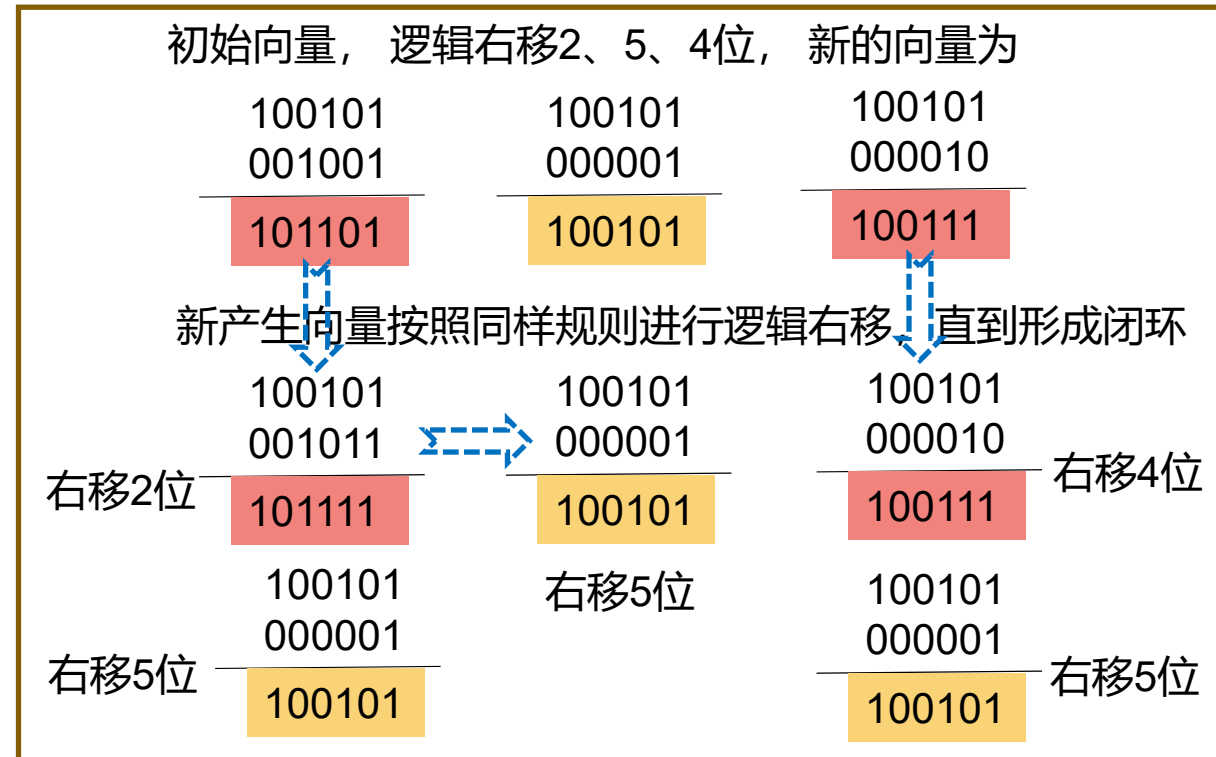 初始向量， 逻辑右移2、5、4位， 新的向量为
100101 100101 100101
001001 000001 000010
101101 100101 100111
新产生向量按照同样规则进行逻辑右移，直到形成闭环
100101 100101 100101
001011 000001 000010
右移2位 101111 100101 100111 右移4位
100101 右移5位 100101
000001 000001
右移5位 100101 100101 右移5位